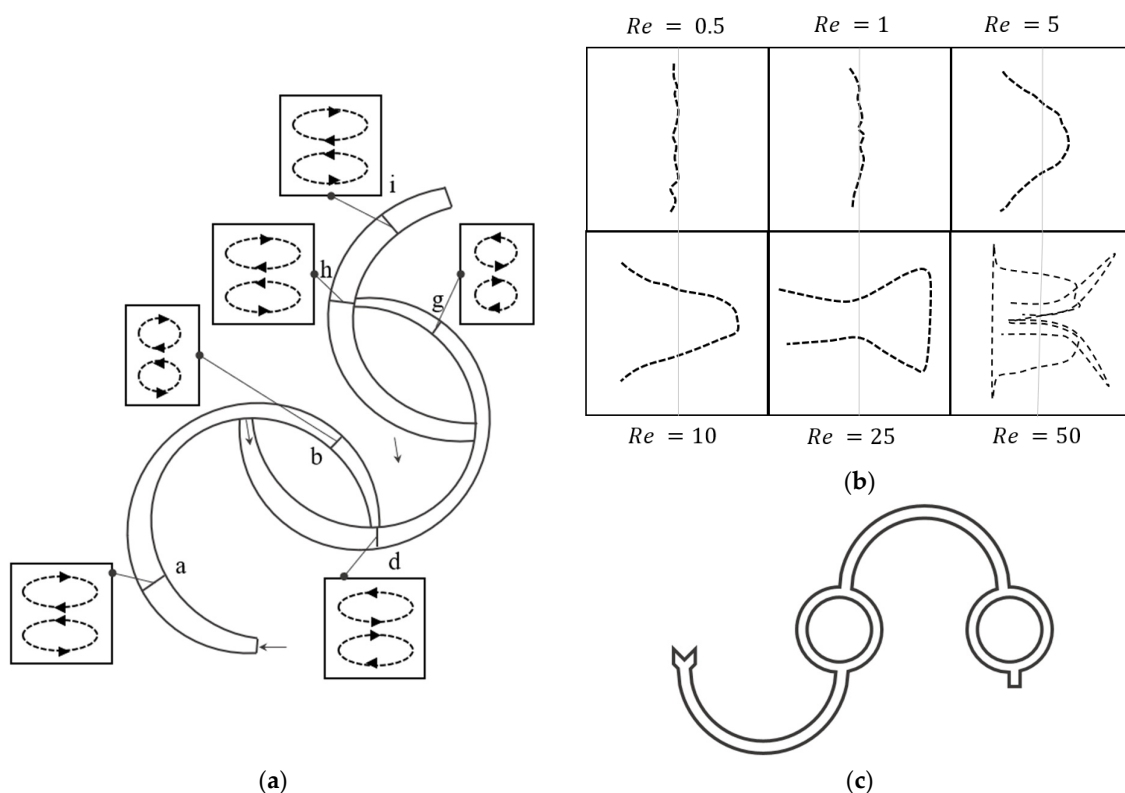 Re = 0.5
Re = 1
Re = 5
i
h
g
b
d
a
Re = 10
Re = 25
Re = 50
(b)
(a)
(c)